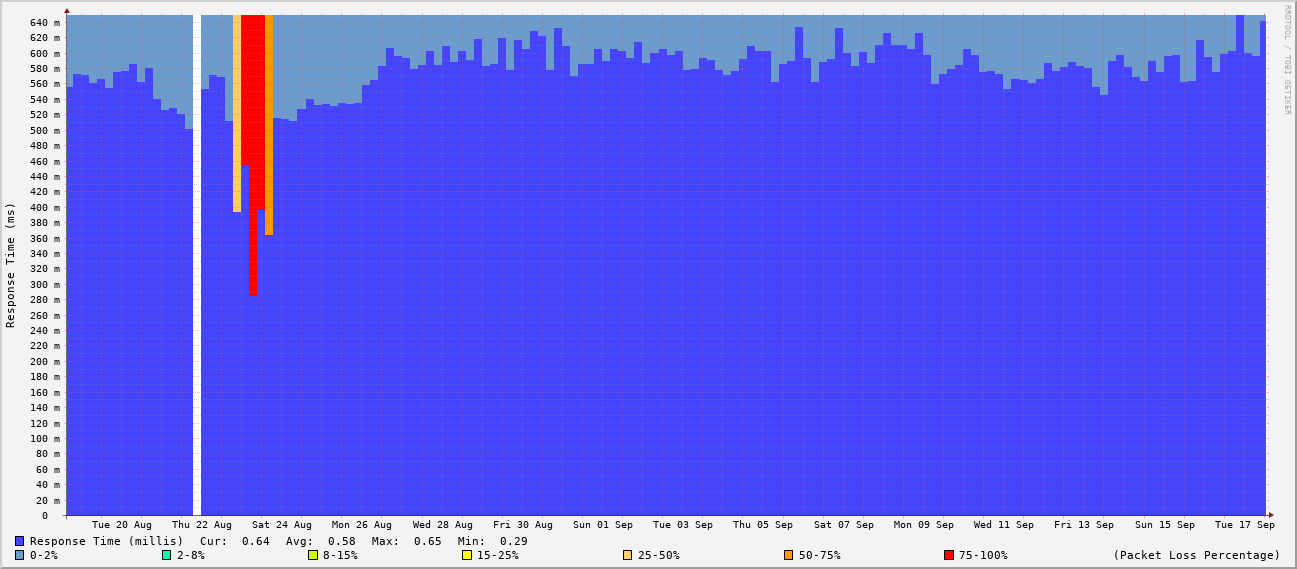 RRDTOOL / TOBI OETIKER
Response Time (ms)
640 m
620 m
600 m
580 m
560 m
540 m
520 m
500 m
480 m
460 m
440 m
420 m
400 m
380 m
360 m
340 m
320 m
300 m
280 m
260 m
240 m
220 m
200 m
180 m
160 m
140 m
120 m
100 m
80 m
60 m
40 m
20 m
0
Tue 20 Aug Thu 22 Aug Sat 24 Aug Mon 26 Aug Wed 28 Aug Fri 30 Aug Sun 01 Sep Tue 03 Sep Thu 05 Sep Sat 07 Sep Mon 09 Sep Wed 11 Sep Fri 13 Sep Sun 15 Sep Tue 17 Sep
Response Time (millis) Cur: 0.64 Avg: 0.58 Max: 0.65 Min: 0.29
0-2% 2-8% 8-15% 15-25% 25-50% 50-75% 75-100% (Packet Loss Percentage)